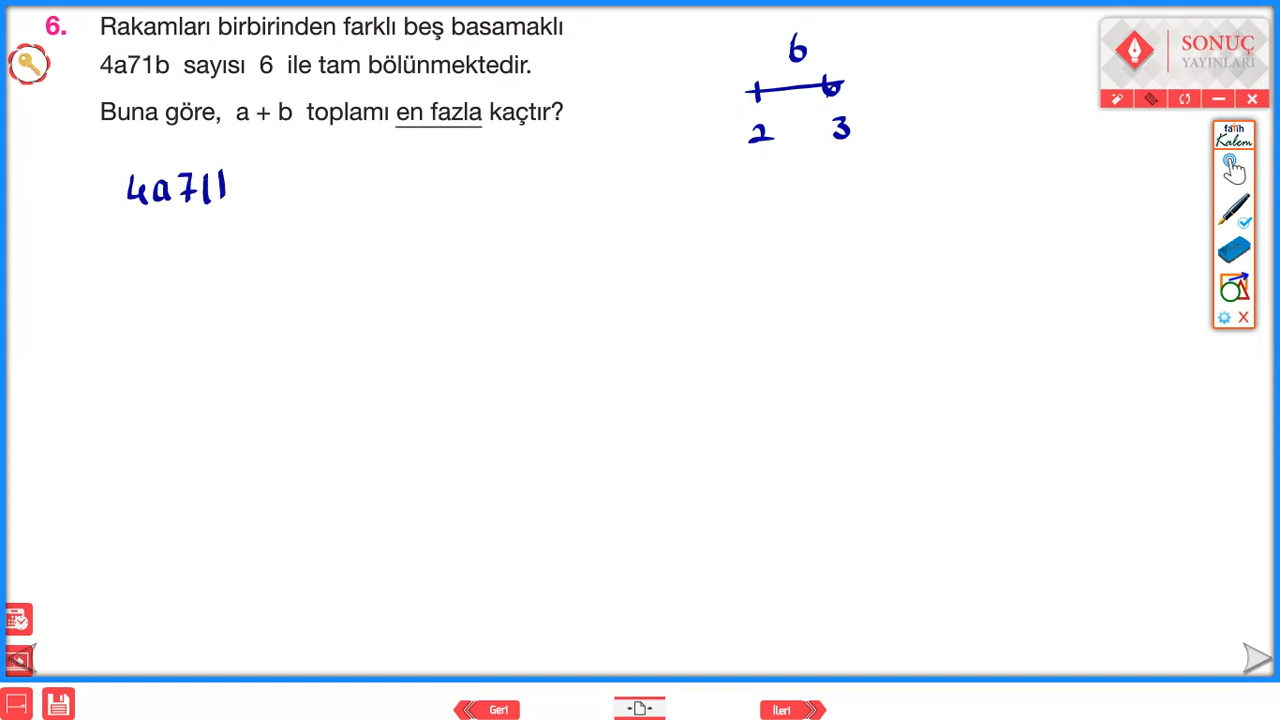 6. Rakamları birbirinden farklı beş basamaklı
4a71b sayısı 6 ile tam bölünmektedir.
Buna göre, a + b toplamı en fazla kaçtır?
6
2 3
4a711
SONUÇ
YAYINLARI
fatih
Kalem
Geri
İleri